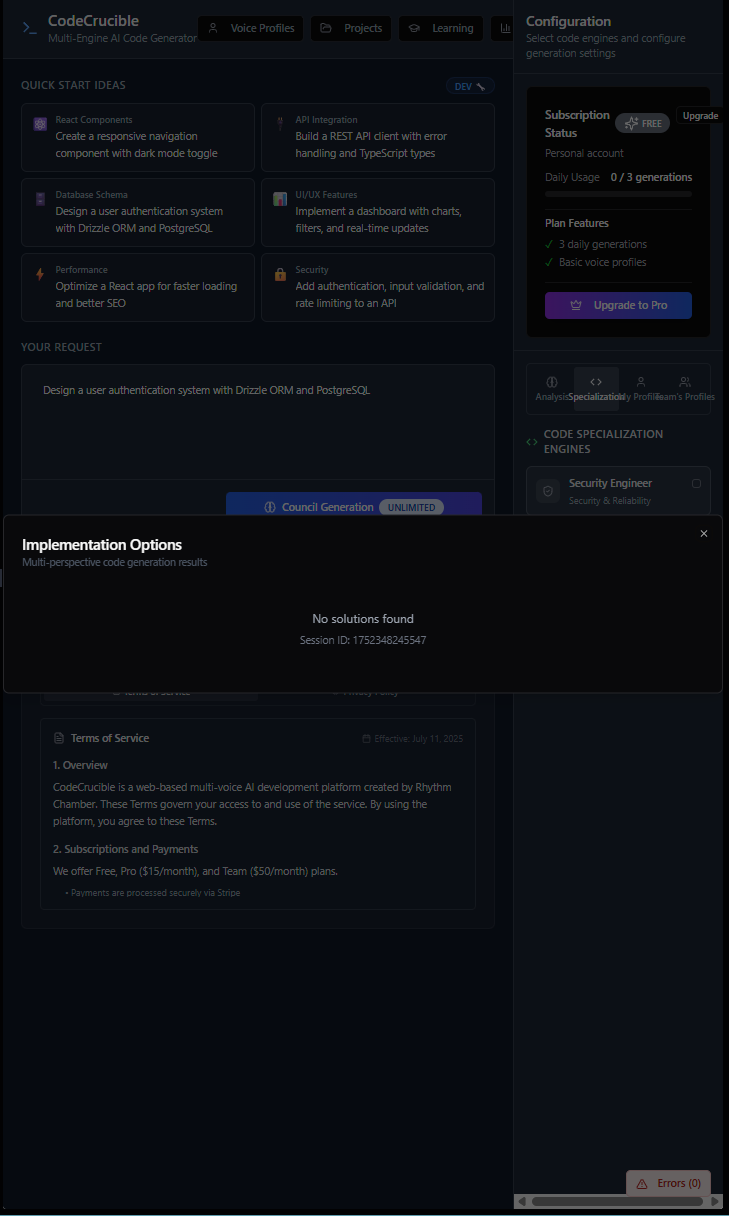 CodeCrucible
Multi-Engine AI Code Generator
Voice Profiles
Projects
Learning
QUICK START IDEAS
DEV
React Components
Create a responsive navigation
component with dark mode toggle
API Integration
Build a REST API client with error
handling and TypeScript types
Database Schema
Design a user authentication system
with Drizzle ORM and PostgreSQL
UI/UX Features
Implement a dashboard with charts,
filters, and real-time updates
Performance
Optimize a React app for faster loading
and better SEO
Security
Add authentication, input validation, and
rate limiting to an API
YOUR REQUEST
Design a user authentication system with Drizzle ORM and PostgreSQL
Council Generation
UNLIMITED
Configuration
Select code engines and configure
generation settings
Subscription
Status
FREE
Upgrade
Personal account
Daily Usage
0 / 3 generations
Plan Features
✓ 3 daily generations
✓ Basic voice profiles
Upgrade to Pro
Analysis
Specialization
My Profiles
Team's Profiles
CODE SPECIALIZATION
ENGINES
Security Engineer
Security & Reliability
Implementation Options
Multi-perspective code generation results
No solutions found
Session ID: 1752348245547
Terms of Service
Privacy Policy
Terms of Service
Effective: July 11, 2025
1. Overview
CodeCrucible is a web-based multi-voice AI development platform created by Rhythm
Chamber. These Terms govern your access to and use of the service. By using the
platform, you agree to these Terms.
2. Subscriptions and Payments
We offer Free, Pro ($15/month), and Team ($50/month) plans.
• Payments are processed securely via Stripe
Errors (0)